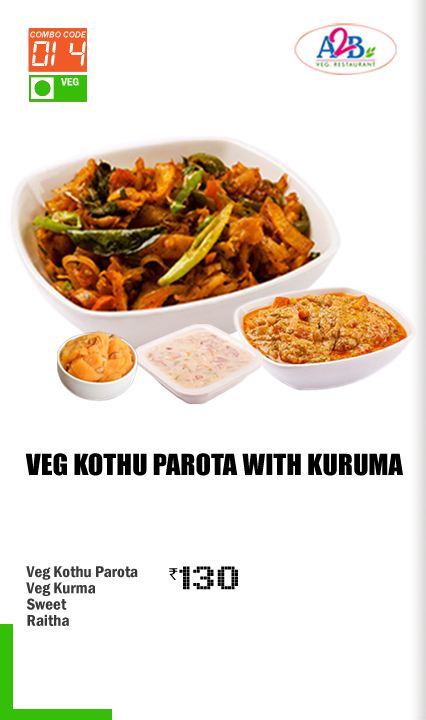 COMBO CODE
014
VEG
A2B
VEG. RESTAURANT
VEG KOTHU PAROTA WITH KURUMA
Veg Kothu Parota
Veg Kurma
Sweet
Raitha
₹130